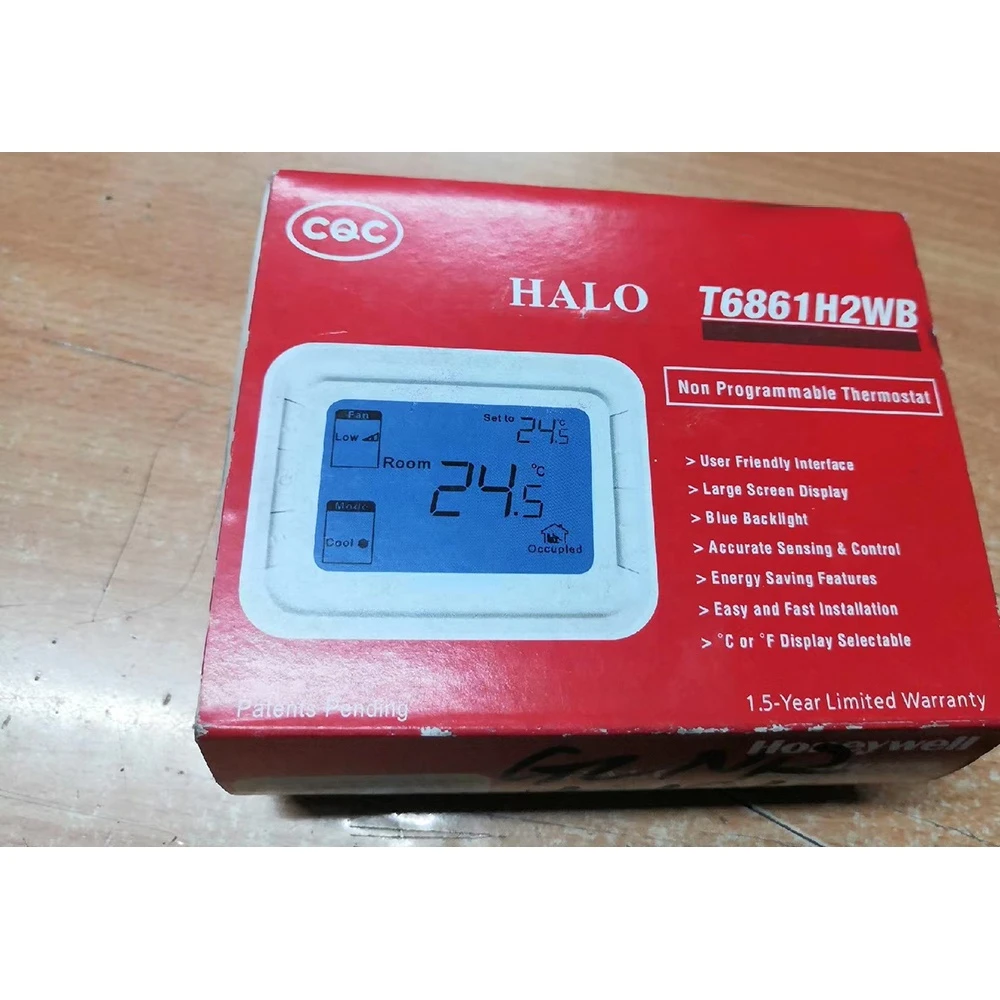 CQC
HALO
T6861H2WB
Non Programmable Thermostat
Fan
Low
Set to 24.5 °C
Room 24.5 °C
Mode
Cool
Occupied
> User Friendly Interface
> Large Screen Display
> Blue Backlight
> Accurate Sensing & Control
> Energy Saving Features
> Easy and Fast Installation
> °C or °F Display Selectable
Patents Pending
1.5-Year Limited Warranty
Honeywell